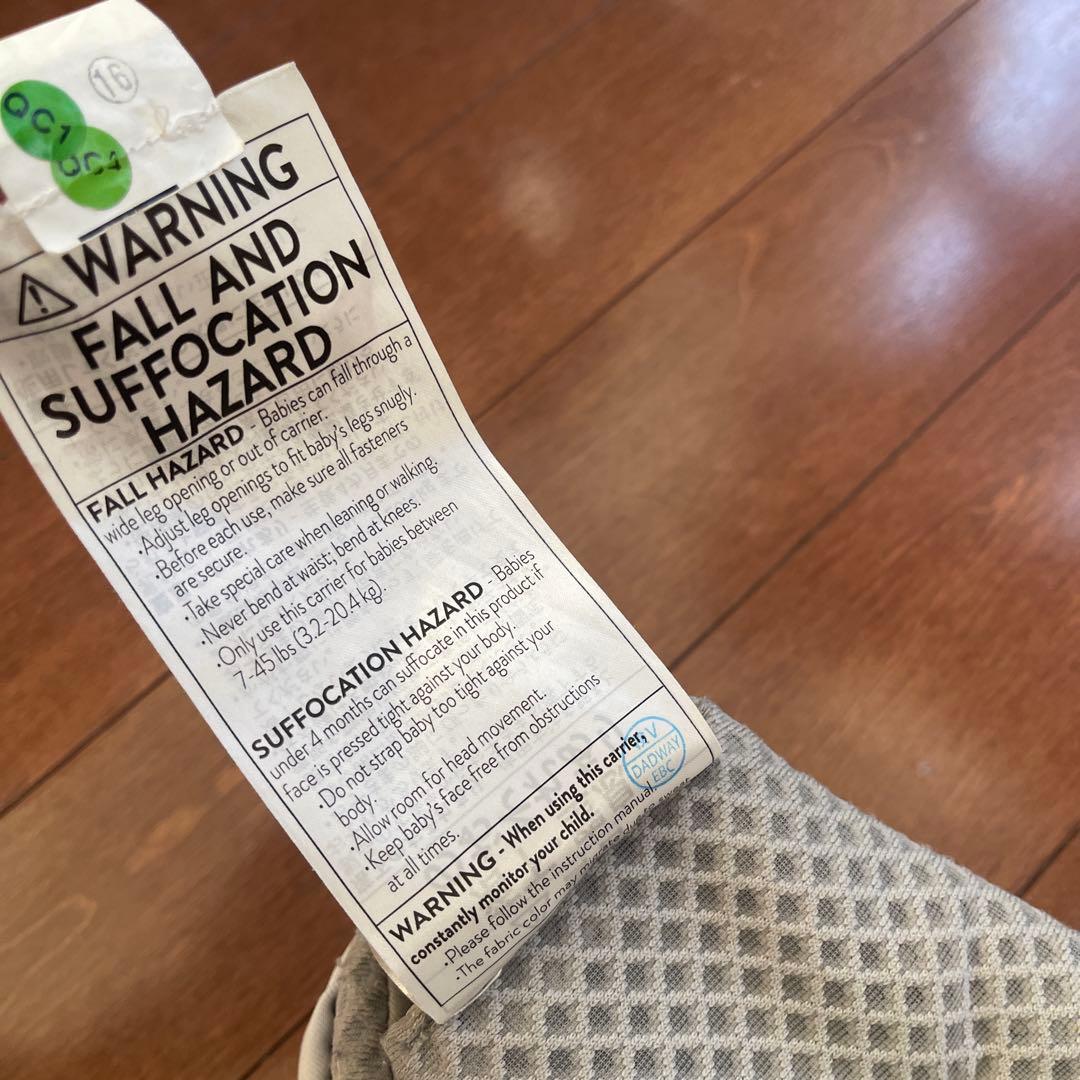 16
QC1
QC4
WARNING
FALL AND
SUFFOCATION
HAZARD
FALL HAZARD - Babies can fall through a
wide leg opening or out of carrier.
·Adjust leg openings to fit baby's legs snugly.
·Before each use, make sure all fasteners
are secure.
·Take special care when leaning or walking.
·Never bend at waist; bend at knees.
·Only use this carrier for babies between
7-45 lbs (3.2-20.4 kg).
SUFFOCATION HAZARD - Babies
under 4 months can suffocate in this product if
face is pressed tight against your body.
·Do not strap baby too tight against your
body.
·Allow room for head movement.
·Keep baby's face free from obstructions
at all times.
WARNING - When using this carrier,
constantly monitor your child.
·Please follow the instruction manual.
·The fabric color may
V
DADWAY
EBC